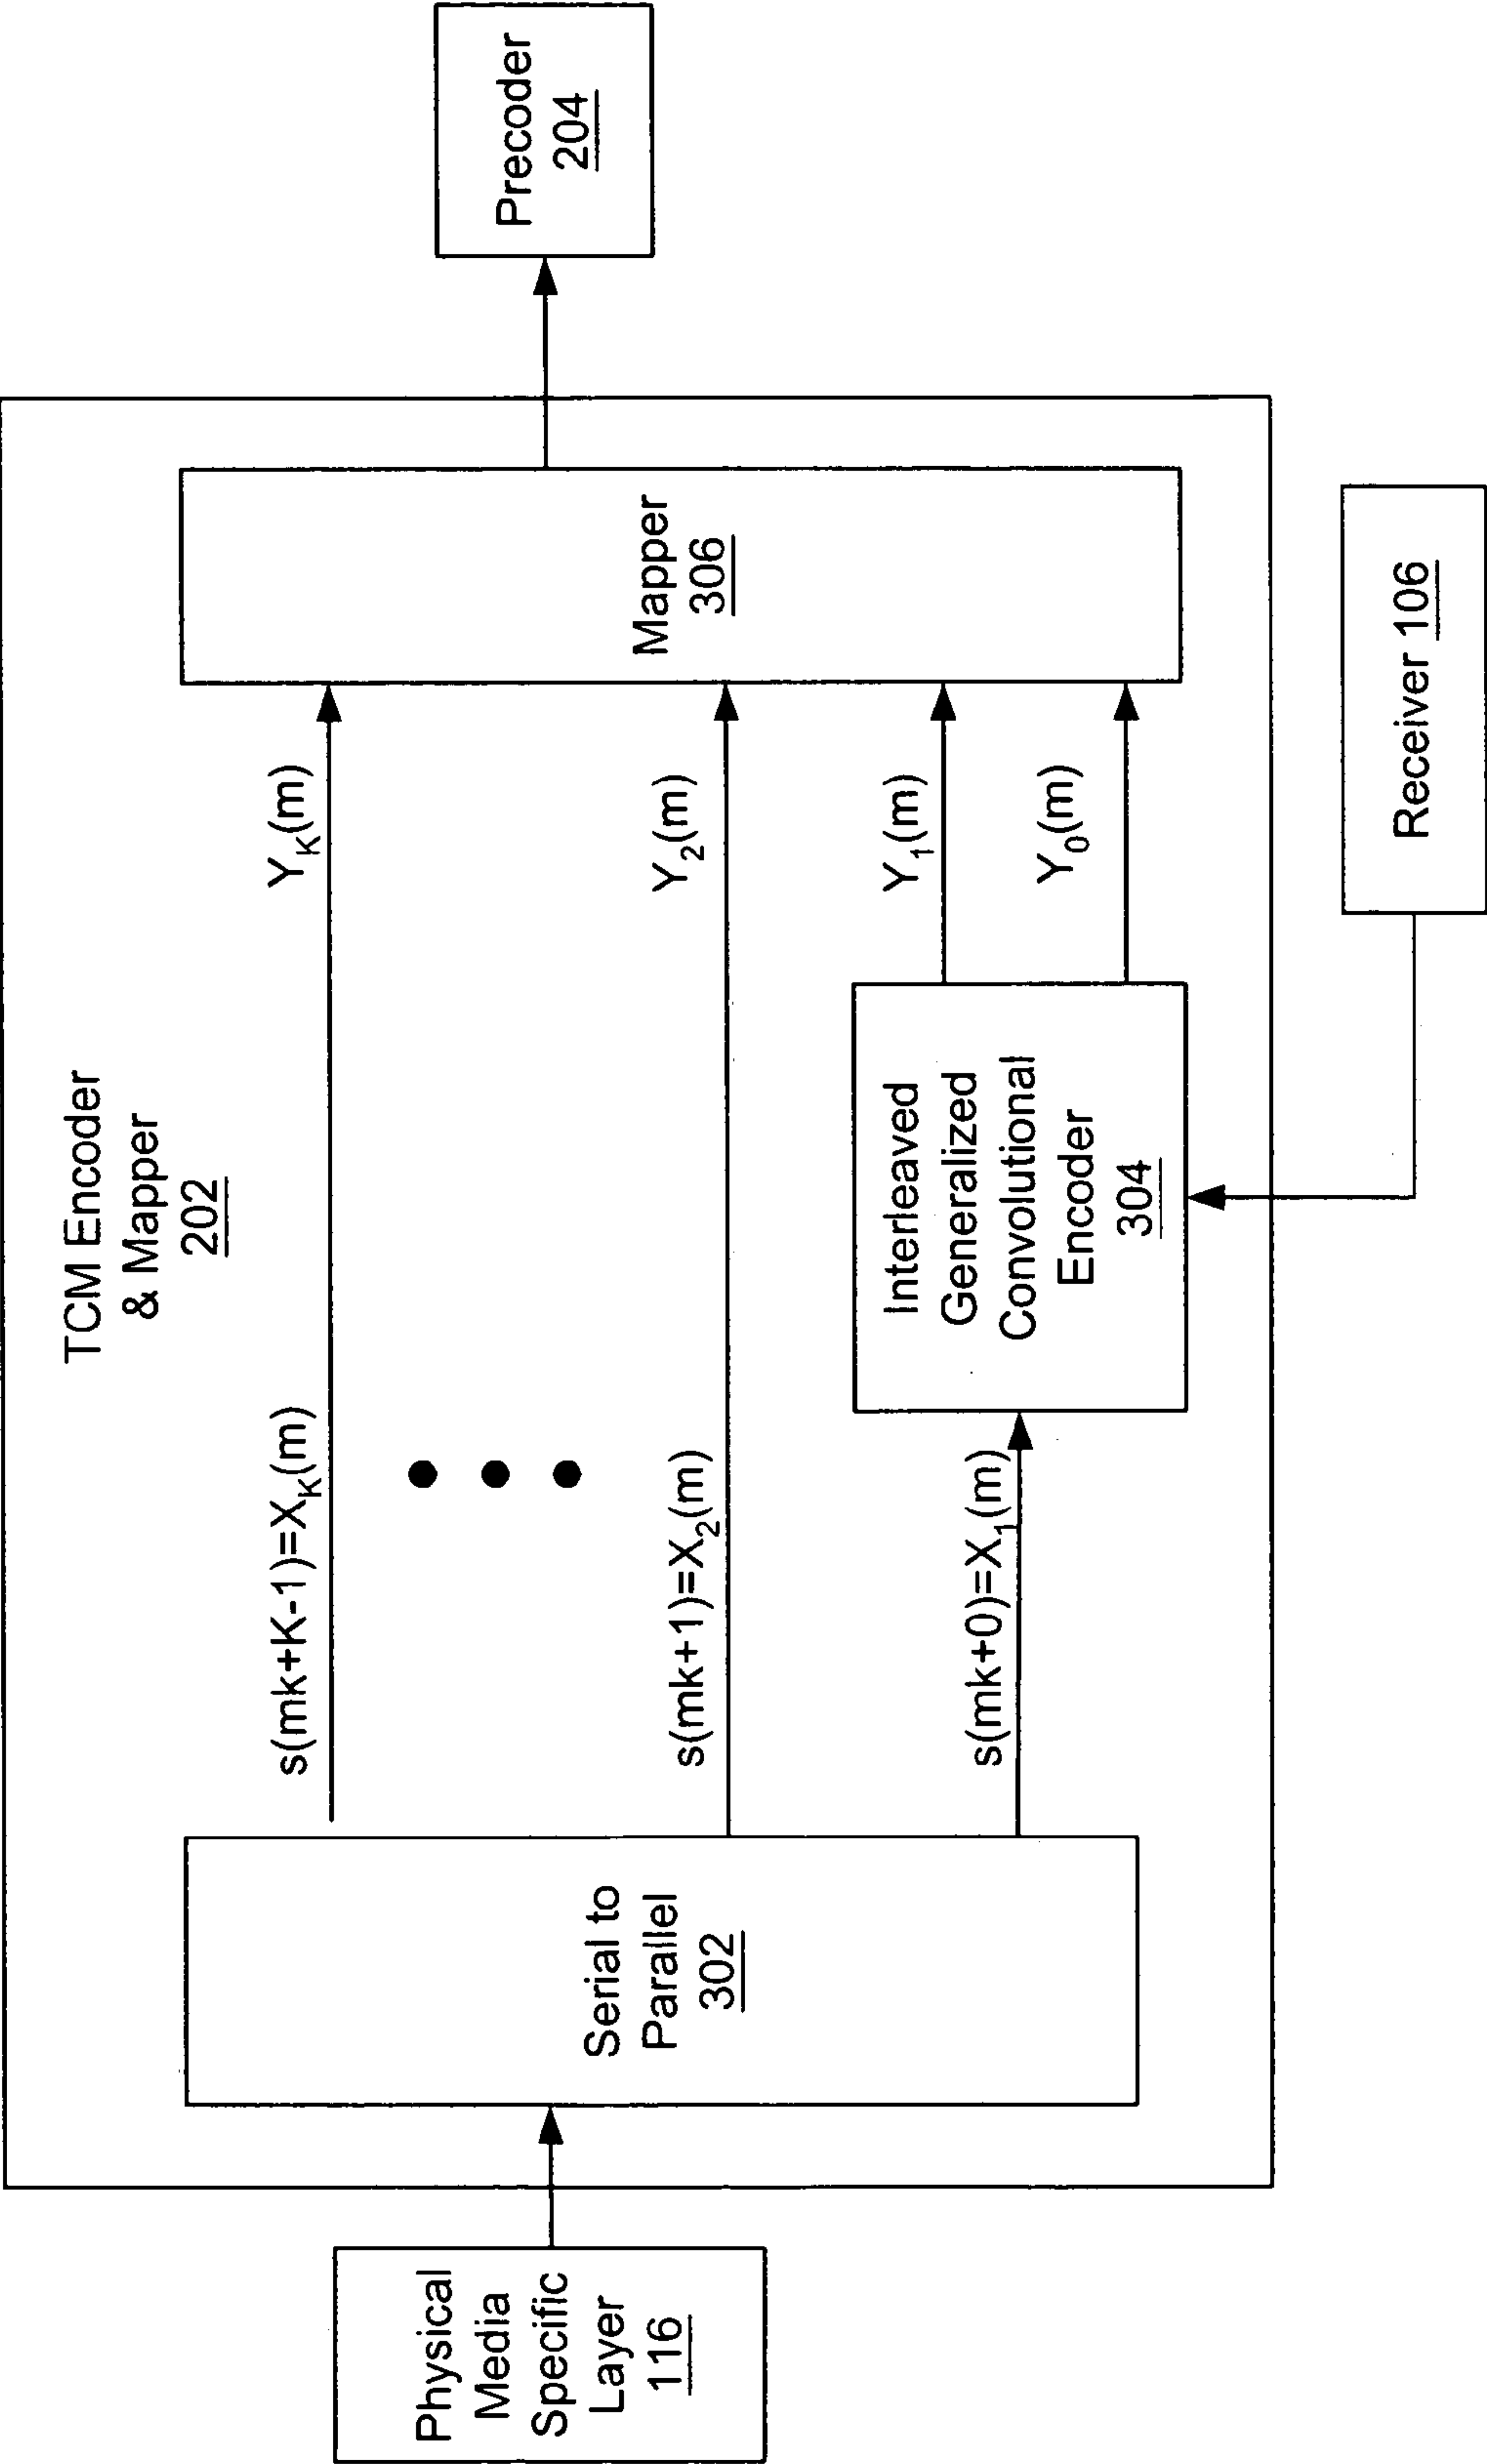 TCM Encoder
& Mapper
202
Physical
Media
Specific
Layer
116
Serial to
Parallel
302
s(mk+K-1)=X_K(m)
s(mk+1)=X_2(m)
s(mk+0)=X_1(m)
Interleaved
Generalized
Convolutional
Encoder
304
Y_K(m)
Y_2(m)
Y_1(m)
Y_0(m)
Mapper
306
Precoder
204
Receiver 106